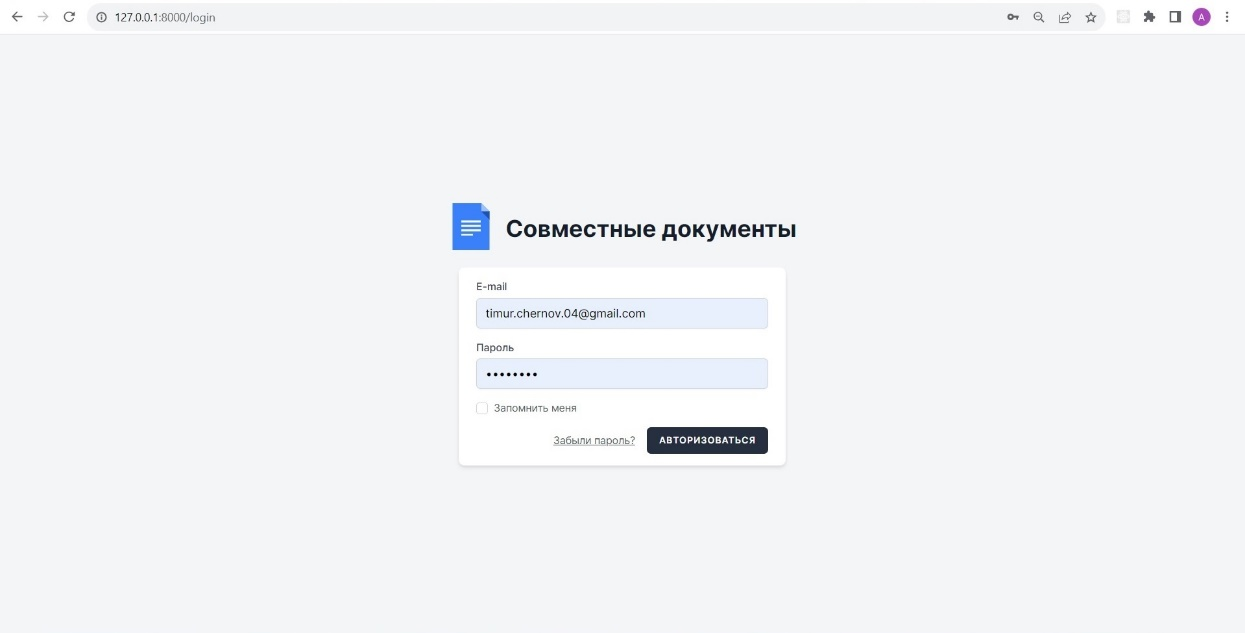 127.0.0.1:8000/login
A
Совместные документы
E-mail
timur.chernov.04@gmail.com
Пароль
••••••••
Запомнить меня
Забыли пароль? АВТОРИЗОВАТЬСЯ